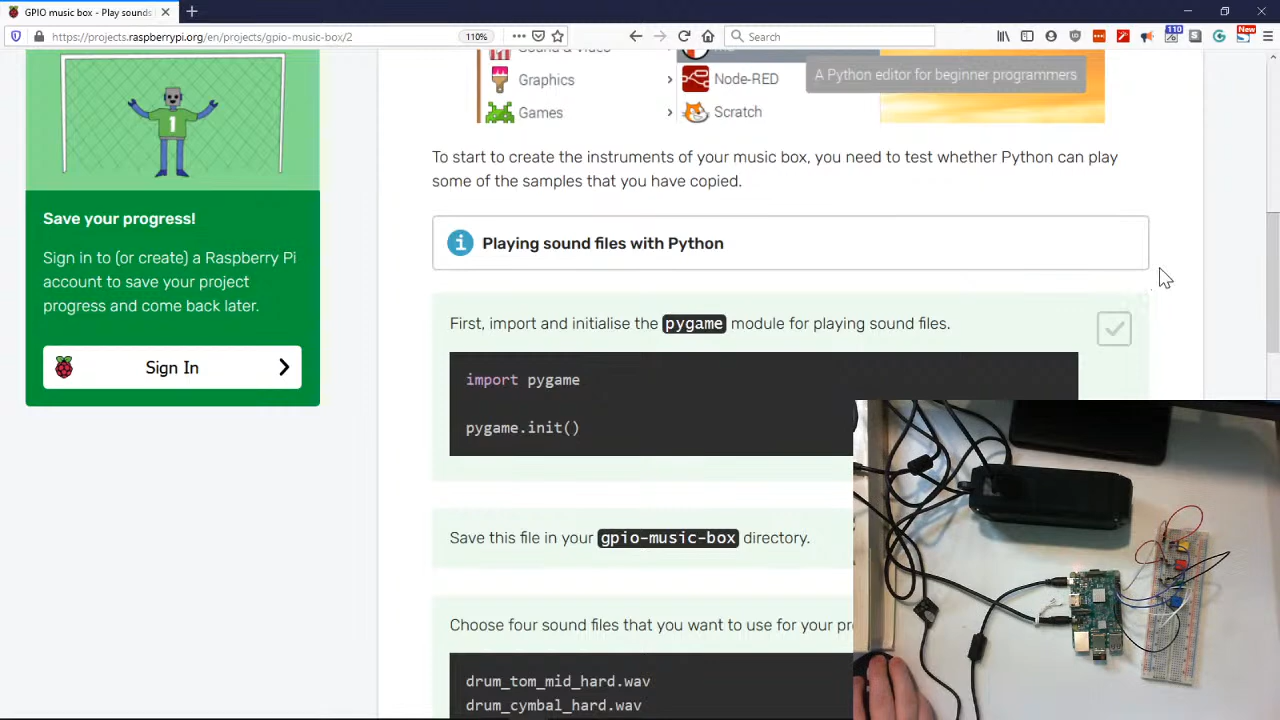 GPIO music box - Play sounds
https://projects.raspberrypi.org/en/projects/gpio-music-box/2
110%
Search
110
New
Graphics
Games
Node-RED
Scratch
A Python editor for beginner programmers
1
Save your progress!
Sign in to (or create) a Raspberry Pi
account to save your project
progress and come back later.
Sign In
To start to create the instruments of your music box, you need to test whether Python can play
some of the samples that you have copied.
i Playing sound files with Python
First, import and initialise the pygame module for playing sound files.
import pygame
pygame.init()
Save this file in your gpio-music-box directory.
Choose four sound files that you want to use for your pr
drum_tom_mid_hard.wav
drum_cymbal_hard.wav